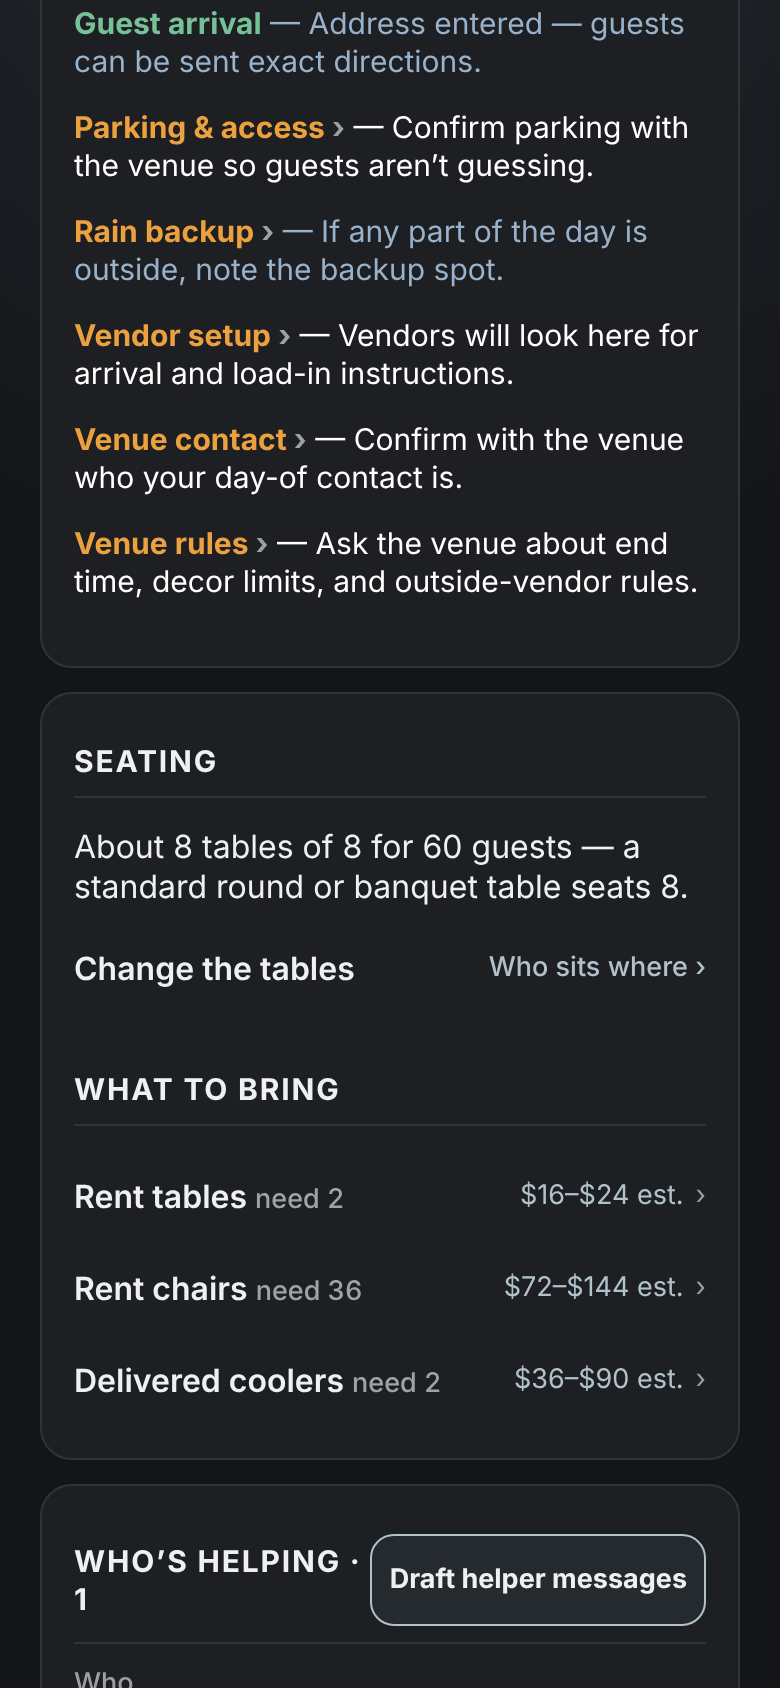 Guest arrival — Address entered — guests
can be sent exact directions.
Parking & access › — Confirm parking with
the venue so guests aren’t guessing.
Rain backup › — If any part of the day is
outside, note the backup spot.
Vendor setup › — Vendors will look here for
arrival and load-in instructions.
Venue contact › — Confirm with the venue
who your day-of contact is.
Venue rules › — Ask the venue about end
time, decor limits, and outside-vendor rules.
SEATING
About 8 tables of 8 for 60 guests — a
standard round or banquet table seats 8.
Change the tables Who sits where ›
WHAT TO BRING
Rent tables need 2 $16–$24 est. ›
Rent chairs need 36 $72–$144 est. ›
Delivered coolers need 2 $36–$90 est. ›
WHO’S HELPING ·
1
Draft helper messages
Who